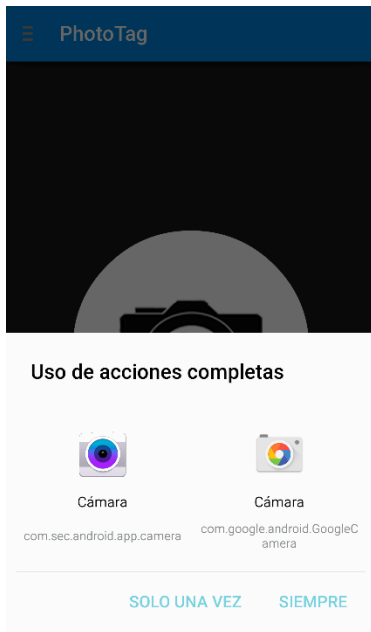 PhotoTag
Uso de acciones completas
Cámara
Cámara
com.sec.android.app.camera
com.google.android.GoogleC
amera
SOLO UNA VEZ
SIEMPRE